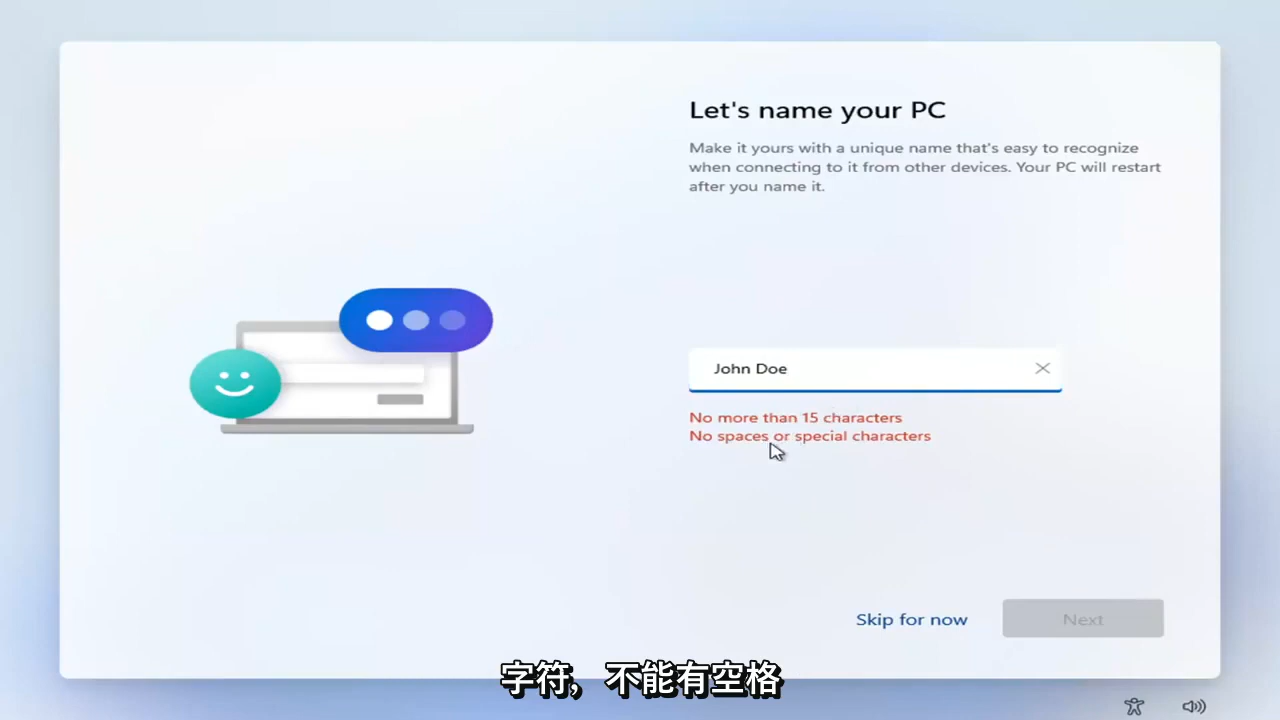 Let's name your PC
Make it yours with a unique name that's easy to recognize
when connecting to it from other devices. Your PC will restart
after you name it.
John Doe
No more than 15 characters
No spaces or special characters
Skip for now
Next
字符，不能有空格